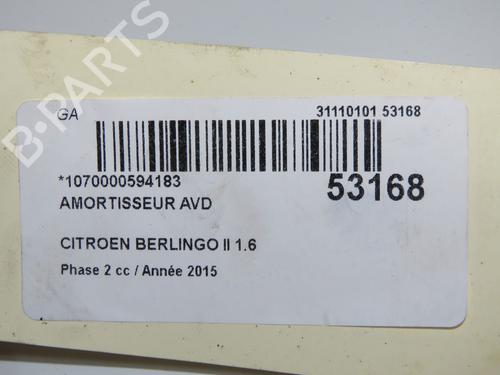 B-PARTS
GA
31110101 53168
*1070000594183
53168
AMORTISSEUR AVD
CITROEN BERLINGO II 1.6
Phase 2 cc / Année 2015